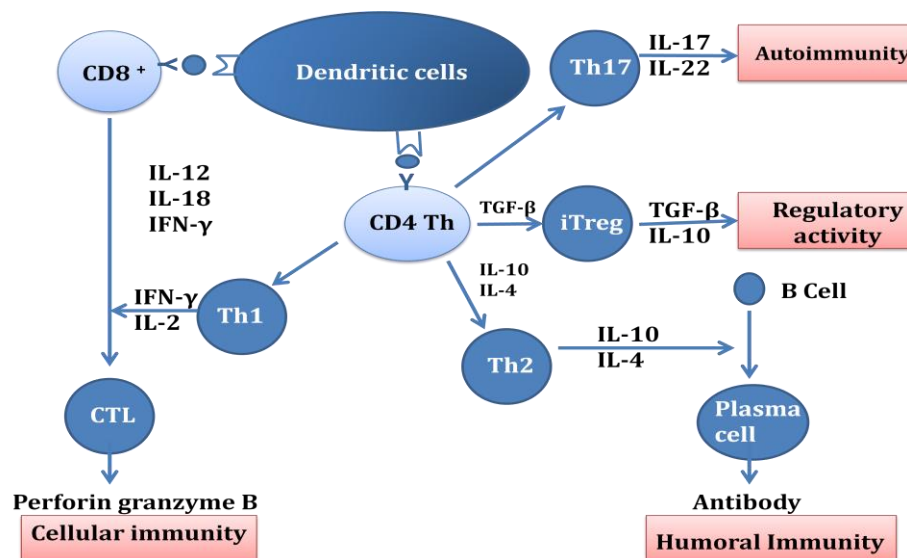 CD8 +
Dendritic cells
Th17
IL-17
IL-22
Autoimmunity
IL-12
IL-18
IFN-γ
CD4 Th
TGF-β
iTreg
TGF-β
IL-10
Regulatory
activity
IL-10
IL-4
B Cell
IFN-γ
IL-2
Th1
Th2
IL-10
IL-4
CTL
Plasma
cell
Perforin granzyme B
Cellular immunity
Antibody
Humoral Immunity